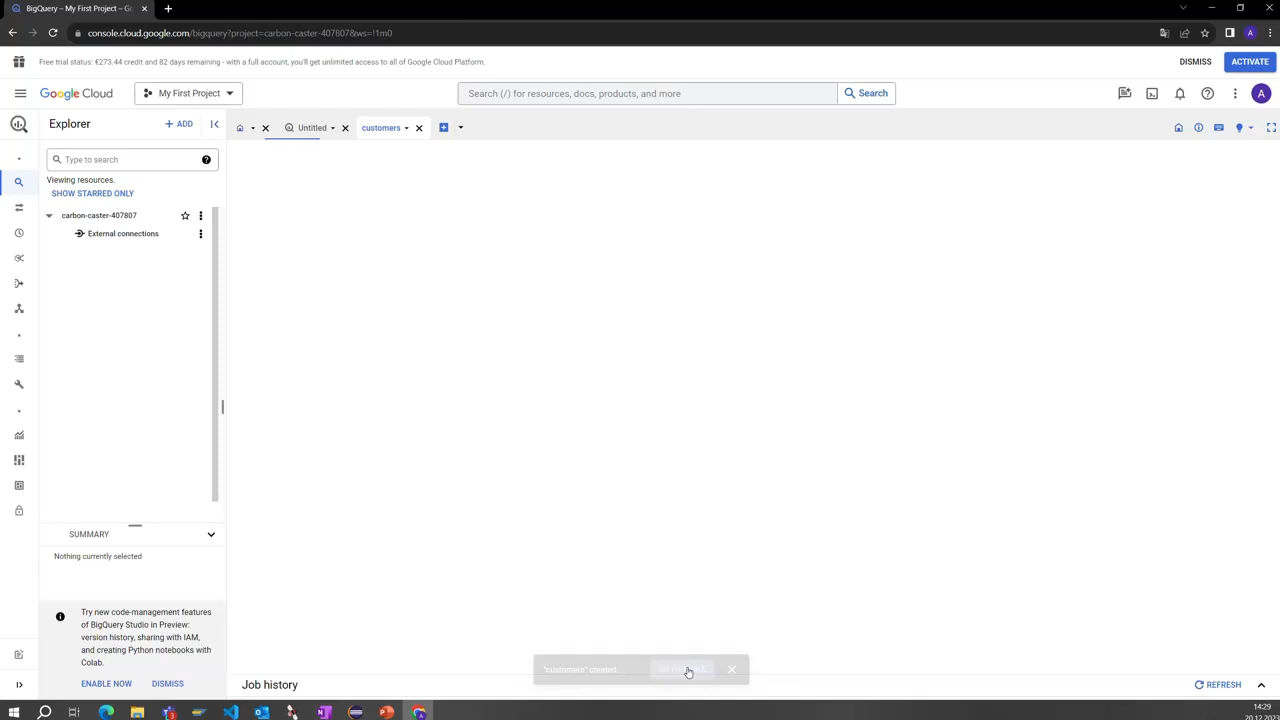 BigQuery – My First Project – G
console.cloud.google.com/bigquery?project=carbon-caster-407807&ws=!1m0
A
Free trial status: €273.44 credit and 82 days remaining - with a full account, you'll get unlimited access to all of Google Cloud Platform.
DISMISS
ACTIVATE
Google Cloud
My First Project
Search (/) for resources, docs, products, and more
Search
A
Explorer
+ ADD
Untitled
customers
Type to search
Viewing resources.
SHOW STARRED ONLY
carbon-caster-407807
External connections
SUMMARY
Nothing currently selected
Try new code-management features
of BigQuery Studio in Preview:
version history, sharing with IAM,
and creating Python notebooks with
Colab.
ENABLE NOW
DISMISS
"customers" created.
Job history
REFRESH
14:29
20.12.2023